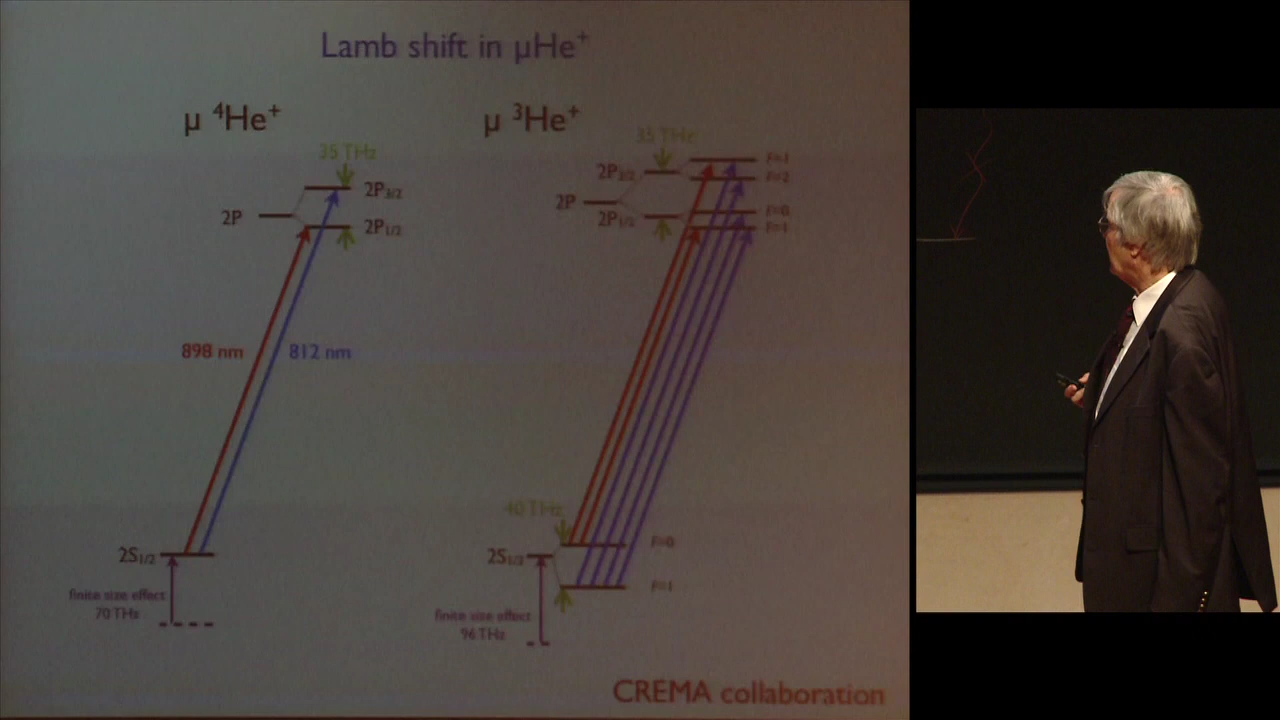 Lamb shift in μHe⁺
μ ⁴He⁺
35 THz
2P
2P₃/₂
2P₁/₂
898 nm
812 nm
2S₁/₂
finite size effect
70 THz
μ ³He⁺
35 THz
2P
2P₃/₂
2P₁/₂
F=1
F=2
F=0
F=1
40 THz
2S₁/₂
F=0
F=1
finite size effect
96 THz
CREMA collaboration